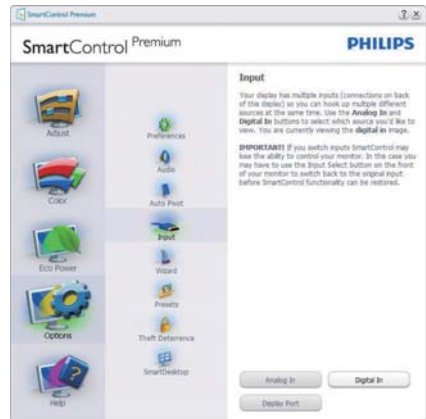 SmartControl Premium
SmartControl Premium
PHILIPS
Adjust
Color
Eco Power
Options
Help
Preferences
Audio
Auto Pivot
Input
Wizard
Presets
Theft Deterrence
SmartDesktop
Input
Your display has multiple inputs (connections on back
of this display) so you can hook up multiple different
sources at the same time. Use the Analog In and
Digital In buttons to select which source you'd like to
view. You are currently viewing the digital in image.
IMPORTANT! If you switch inputs SmartControl may
lose the ability to control your monitor. In the case you
may have to use the Input Select button on the front
of your monitor to switch back to the original input
before SmartControl functionality can be restored.
Analog In
Digital In
Display Port